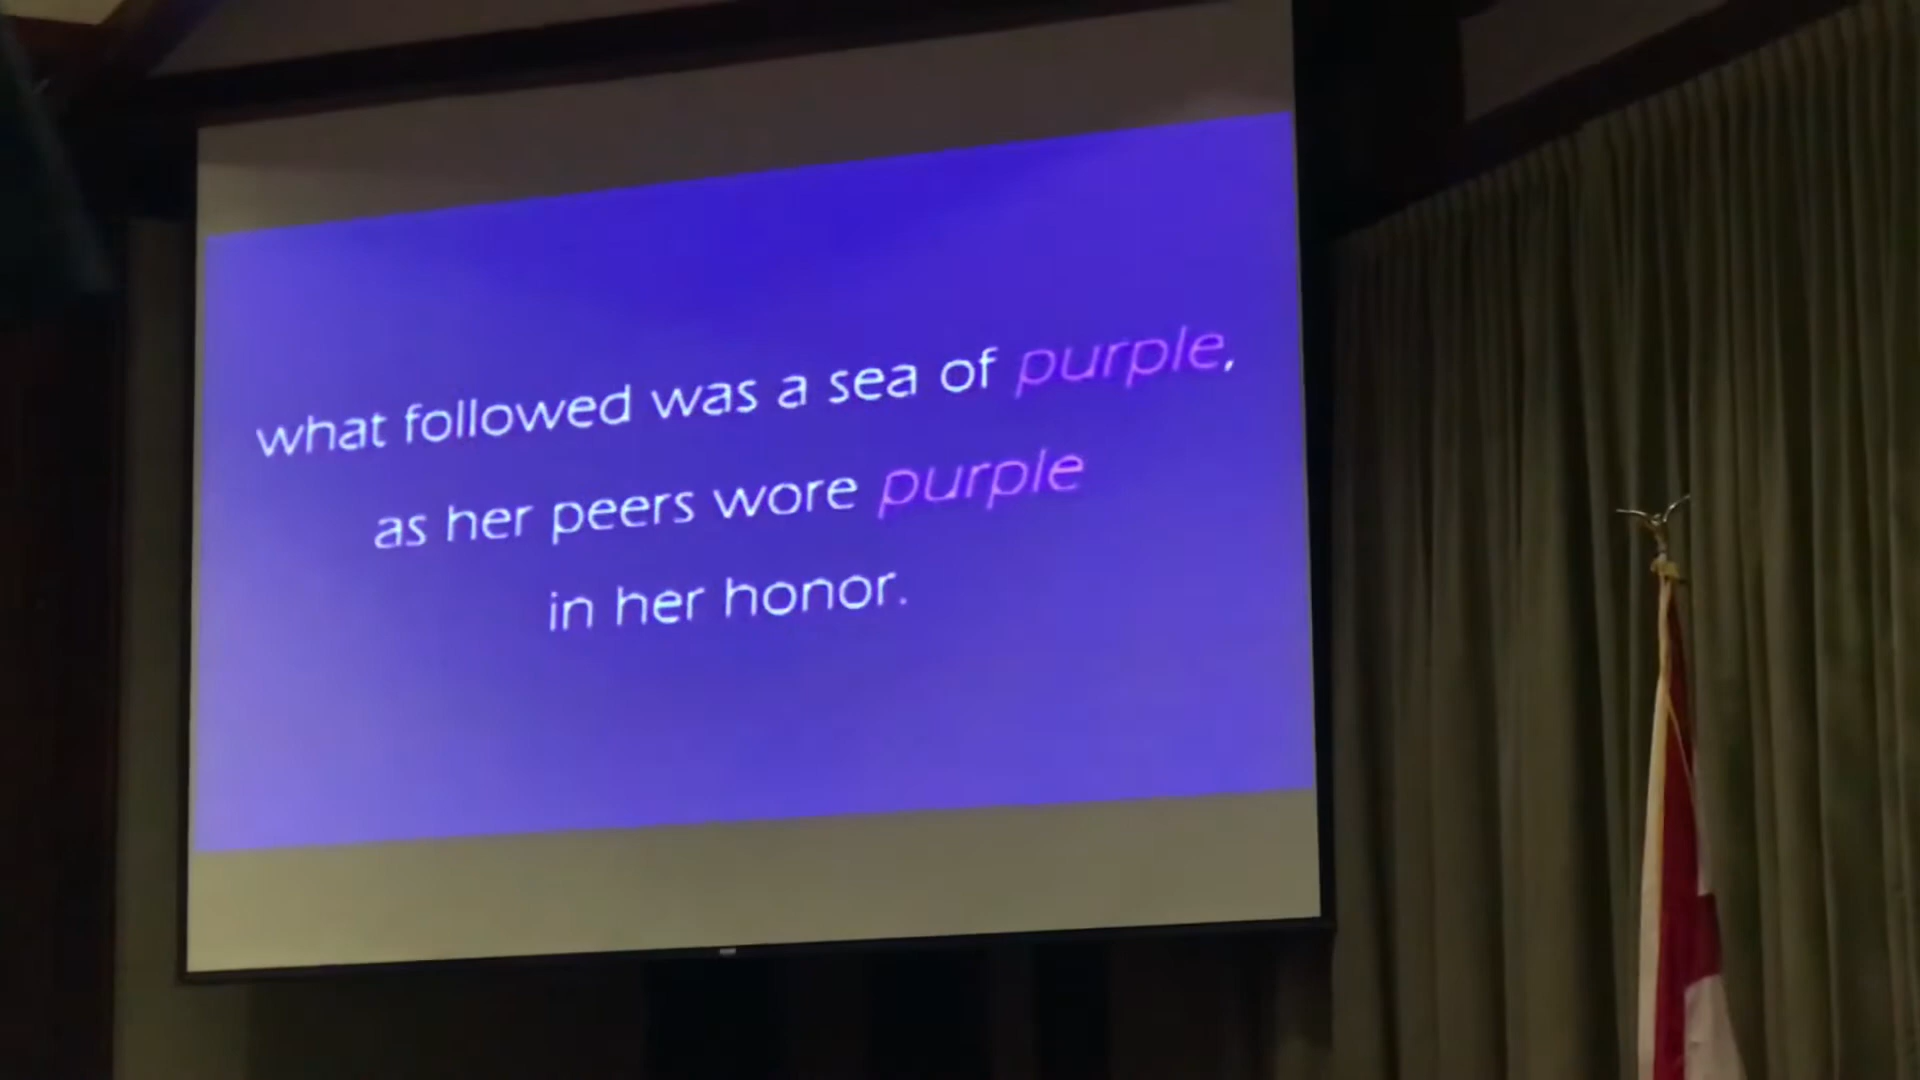 what followed was a sea of purple,
as her peers wore purple
in her honor.